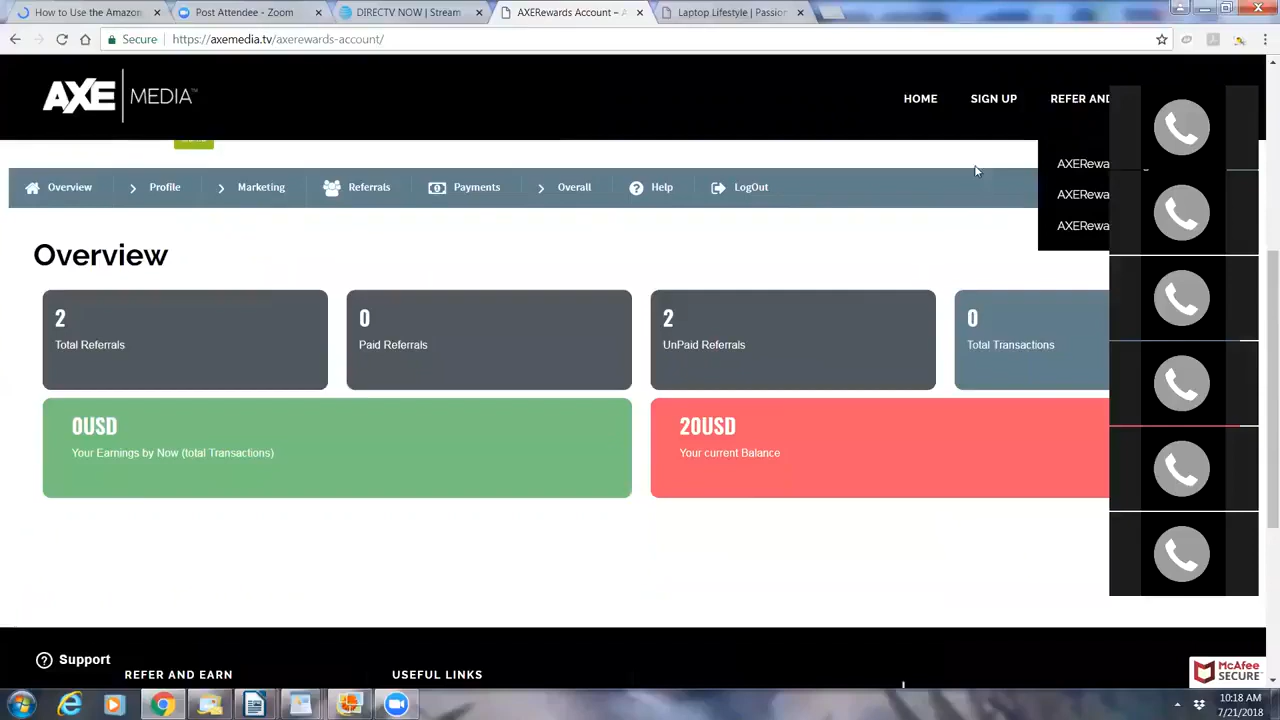 How to Use the Amazon
Post Attendee - Zoom
DIRECTV NOW | Stream
AXERewards Account – A
Laptop Lifestyle | Passion
Secure
https://axemedia.tv/axerewards-account/
AXE MEDIA™
HOME
SIGN UP
REFER AND
AXERewa
AXERewa
AXERewa
Overview
Profile
Marketing
Referrals
Payments
Overall
Help
LogOut
Overview
2
Total Referrals
0
Paid Referrals
2
UnPaid Referrals
0
Total Transactions
0USD
Your Earnings by Now (total Transactions)
20USD
Your current Balance
Support
REFER AND EARN
USEFUL LINKS
McAfee
SECURE™
10:18 AM
7/21/2018